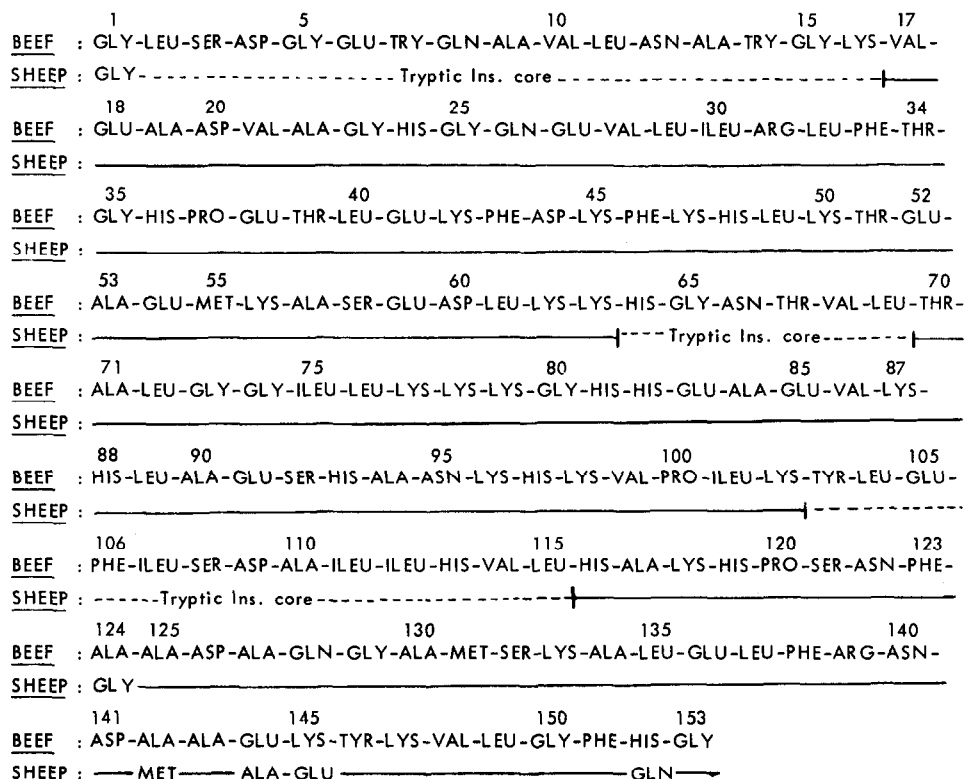 1 5 10 15 17
BEEF : GLY-LEU-SER-ASP-GLY-GLU-TRY-GLN-ALA-VAL-LEU-ASN-ALA-TRY-GLY-LYS-VAL-
SHEEP : GLY Tryptic Ins. core
18 20 25 30 34
BEEF : GLU-ALA-ASP-VAL-ALA-GLY-HIS-GLY-GLN-GLU-VAL-LEU-ILEU-ARG-LEU-PHE-THR-
SHEEP :
35 40 45 50 52
BEEF : GLY-HIS-PRO-GLU-THR-LEU-GLU-LYS-PHE-ASP-LYS-PHE-LYS-HIS-LEU-LYS-THR-GLU-
SHEEP :
53 55 60 65 70
BEEF : ALA-GLU-MET-LYS-ALA-SER-GLU-ASP-LEU-LYS-LYS-HIS-GLY-ASN-THR-VAL-LEU-THR-
SHEEP : Tryptic Ins. core
71 75 80 85 87
BEEF : ALA-LEU-GLY-GLY-ILEU-LEU-LYS-LYS-LYS-GLY-HIS-HIS-GLU-ALA-GLU-VAL-LYS-
SHEEP :
88 90 95 100 105
BEEF : HIS-LEU-ALA-GLU-SER-HIS-ALA-ASN-LYS-HIS-LYS-VAL-PRO-ILEU-LYS-TYR-LEU-GLU-
SHEEP :
106 110 115 120 123
BEEF : PHE-ILEU-SER-ASP-ALA-ILEU-ILEU-HIS-VAL-LEU-HIS-ALA-LYS-HIS-PRO-SER-ASN-PHE-
SHEEP : Tryptic Ins. core
124 125 130 135 140
BEEF : ALA-ALA-ASP-ALA-GLN-GLY-ALA-MET-SER-LYS-ALA-LEU-GLU-LEU-PHE-ARG-ASN-
SHEEP : GLY
141 145 150 153
BEEF : ASP-ALA-ALA-GLU-LYS-TYR-LYS-VAL-LEU-GLY-PHE-HIS-GLY
SHEEP : MET ALA-GLU GLN